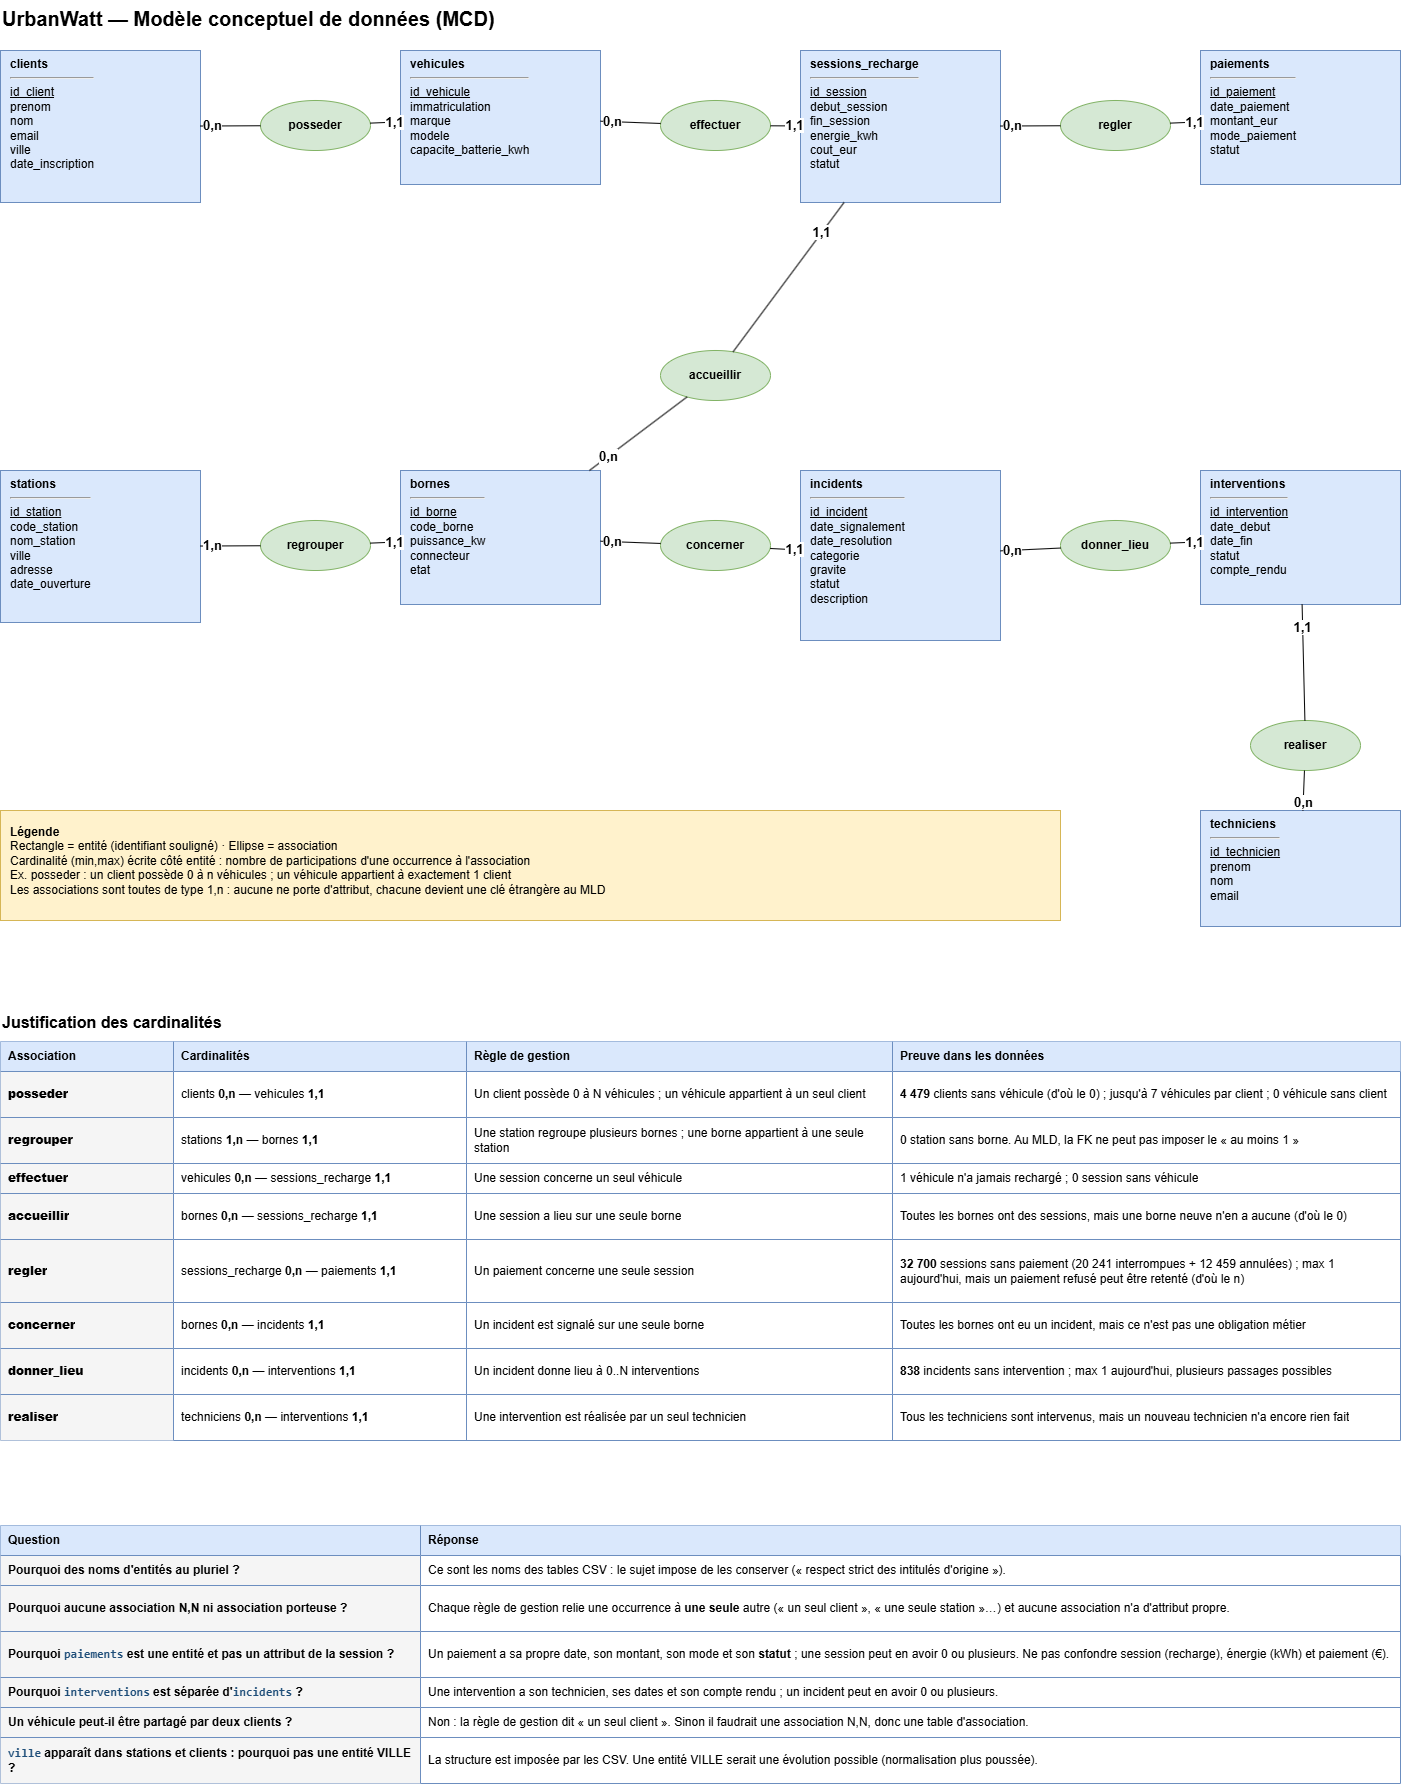 UrbanWatt — Modèle conceptuel de données (MCD)
clients
id_client
prenom
nom
email
ville
date_inscription
0,n
posseder
1,1
vehicules
id_vehicule
immatriculation
marque
modele
capacite_batterie_kwh
0,n
effectuer
1,1
sessions_recharge
id_session
debut_session
fin_session
energie_kwh
cout_eur
statut
0,n
regler
1,1
paiements
id_paiement
date_paiement
montant_eur
mode_paiement
statut
1,1
accueillir
0,n
stations
id_station
code_station
nom_station
ville
adresse
date_ouverture
1,n
regrouper
1,1
bornes
id_borne
code_borne
puissance_kw
connecteur
etat
0,n
concerner
1,1
incidents
id_incident
date_signalement
date_resolution
categorie
gravite
statut
description
0,n
donner_lieu
1,1
interventions
id_intervention
date_debut
date_fin
statut
compte_rendu
1,1
realiser
0,n
techniciens
id_technicien
prenom
nom
email
Légende
Rectangle = entité (identifiant souligné) · Ellipse = association
Cardinalité (min,max) écrite côté entité : nombre de participations d'une occurrence à l'association
Ex. posseder : un client possède 0 à n véhicules ; un véhicule appartient à exactement 1 client
Les associations sont toutes de type 1,n : aucune ne porte d'attribut, chacune devient une clé étrangère au MLD
Justification des cardinalités
Association Cardinalités Règle de gestion Preuve dans les données
posseder clients 0,n — vehicules 1,1 Un client possède 0 à N véhicules ; un véhicule appartient à un seul client 4 479 clients sans véhicule (d'où le 0) ; jusqu'à 7 véhicules par client ; 0 véhicule sans client
regrouper stations 1,n — bornes 1,1 Une station regroupe plusieurs bornes ; une borne appartient à une seule
station 0 station sans borne. Au MLD, la FK ne peut pas imposer le « au moins 1 »
effectuer vehicules 0,n — sessions_recharge 1,1 Une session concerne un seul véhicule 1 véhicule n'a jamais rechargé ; 0 session sans véhicule
accueillir bornes 0,n — sessions_recharge 1,1 Une session a lieu sur une seule borne Toutes les bornes ont des sessions, mais une borne neuve n'en a aucune (d'où le 0)
regler sessions_recharge 0,n — paiements 1,1 Un paiement concerne une seule session 32 700 sessions sans paiement (20 241 interrompues + 12 459 annulées) ; max 1
aujourd'hui, mais un paiement refusé peut être retenté (d'où le n)
concerner bornes 0,n — incidents 1,1 Un incident est signalé sur une seule borne Toutes les bornes ont eu un incident, mais ce n'est pas une obligation métier
donner_lieu incidents 0,n — interventions 1,1 Un incident donne lieu à 0..N interventions 838 incidents sans intervention ; max 1 aujourd'hui, plusieurs passages possibles
realiser techniciens 0,n — interventions 1,1 Une intervention est réalisée par un seul technicien Tous les techniciens sont intervenus, mais un nouveau technicien n'a encore rien fait
Question Réponse
Pourquoi des noms d'entités au pluriel ? Ce sont les noms des tables CSV : le sujet impose de les conserver (« respect strict des intitulés d'origine »).
Pourquoi aucune association N,N ni association porteuse ? Chaque règle de gestion relie une occurrence à une seule autre (« un seul client », « une seule station »…) et aucune association n'a d'attribut propre.
Pourquoi paiements est une entité et pas un attribut de la session ? Un paiement a sa propre date, son montant, son mode et son statut ; une session peut en avoir 0 ou plusieurs. Ne pas confondre session (recharge), énergie (kWh) et paiement (€).
Pourquoi interventions est séparée d'incidents ? Une intervention a son technicien, ses dates et son compte rendu ; un incident peut en avoir 0 ou plusieurs.
Un véhicule peut-il être partagé par deux clients ? Non : la règle de gestion dit « un seul client ». Sinon il faudrait une association N,N, donc une table d'association.
ville apparaît dans stations et clients : pourquoi pas une entité VILLE
? La structure est imposée par les CSV. Une entité VILLE serait une évolution possible (normalisation plus poussée).